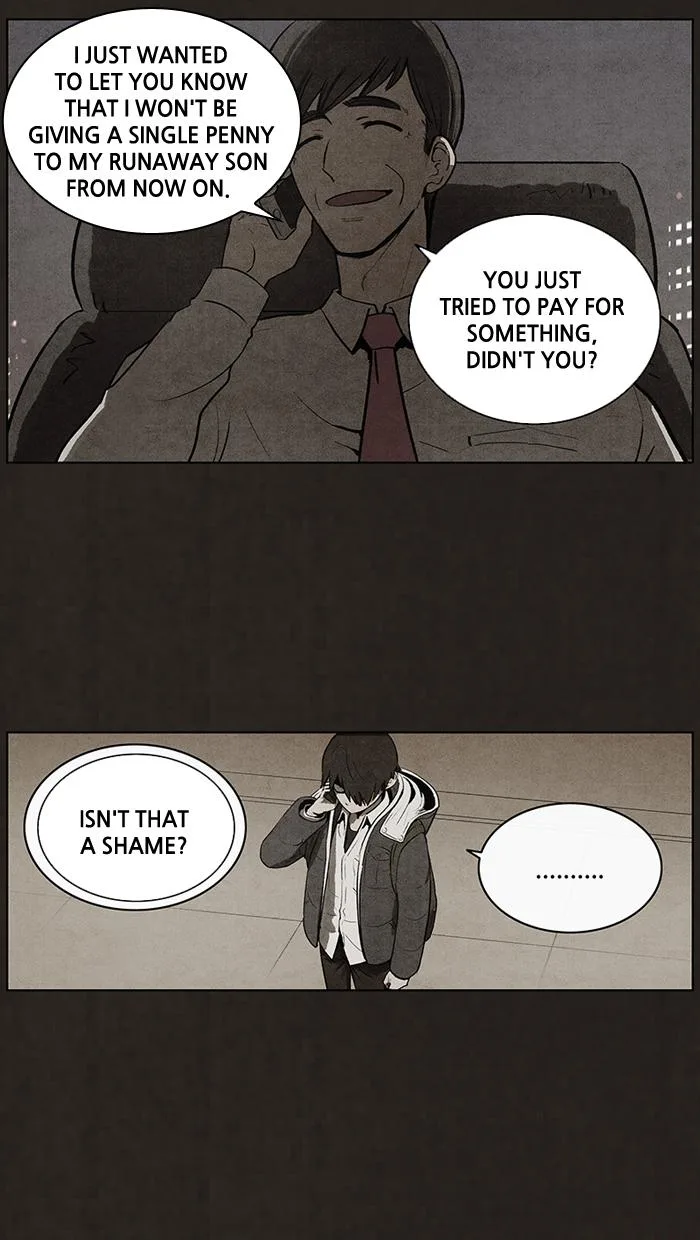 I JUST WANTED
TO LET YOU KNOW
THAT I WON'T BE
GIVING A SINGLE PENNY
TO MY RUNAWAY SON
FROM NOW ON.
YOU JUST
TRIED TO PAY FOR
SOMETHING,
DIDN'T YOU?
ISN'T THAT
A SHAME?
..........